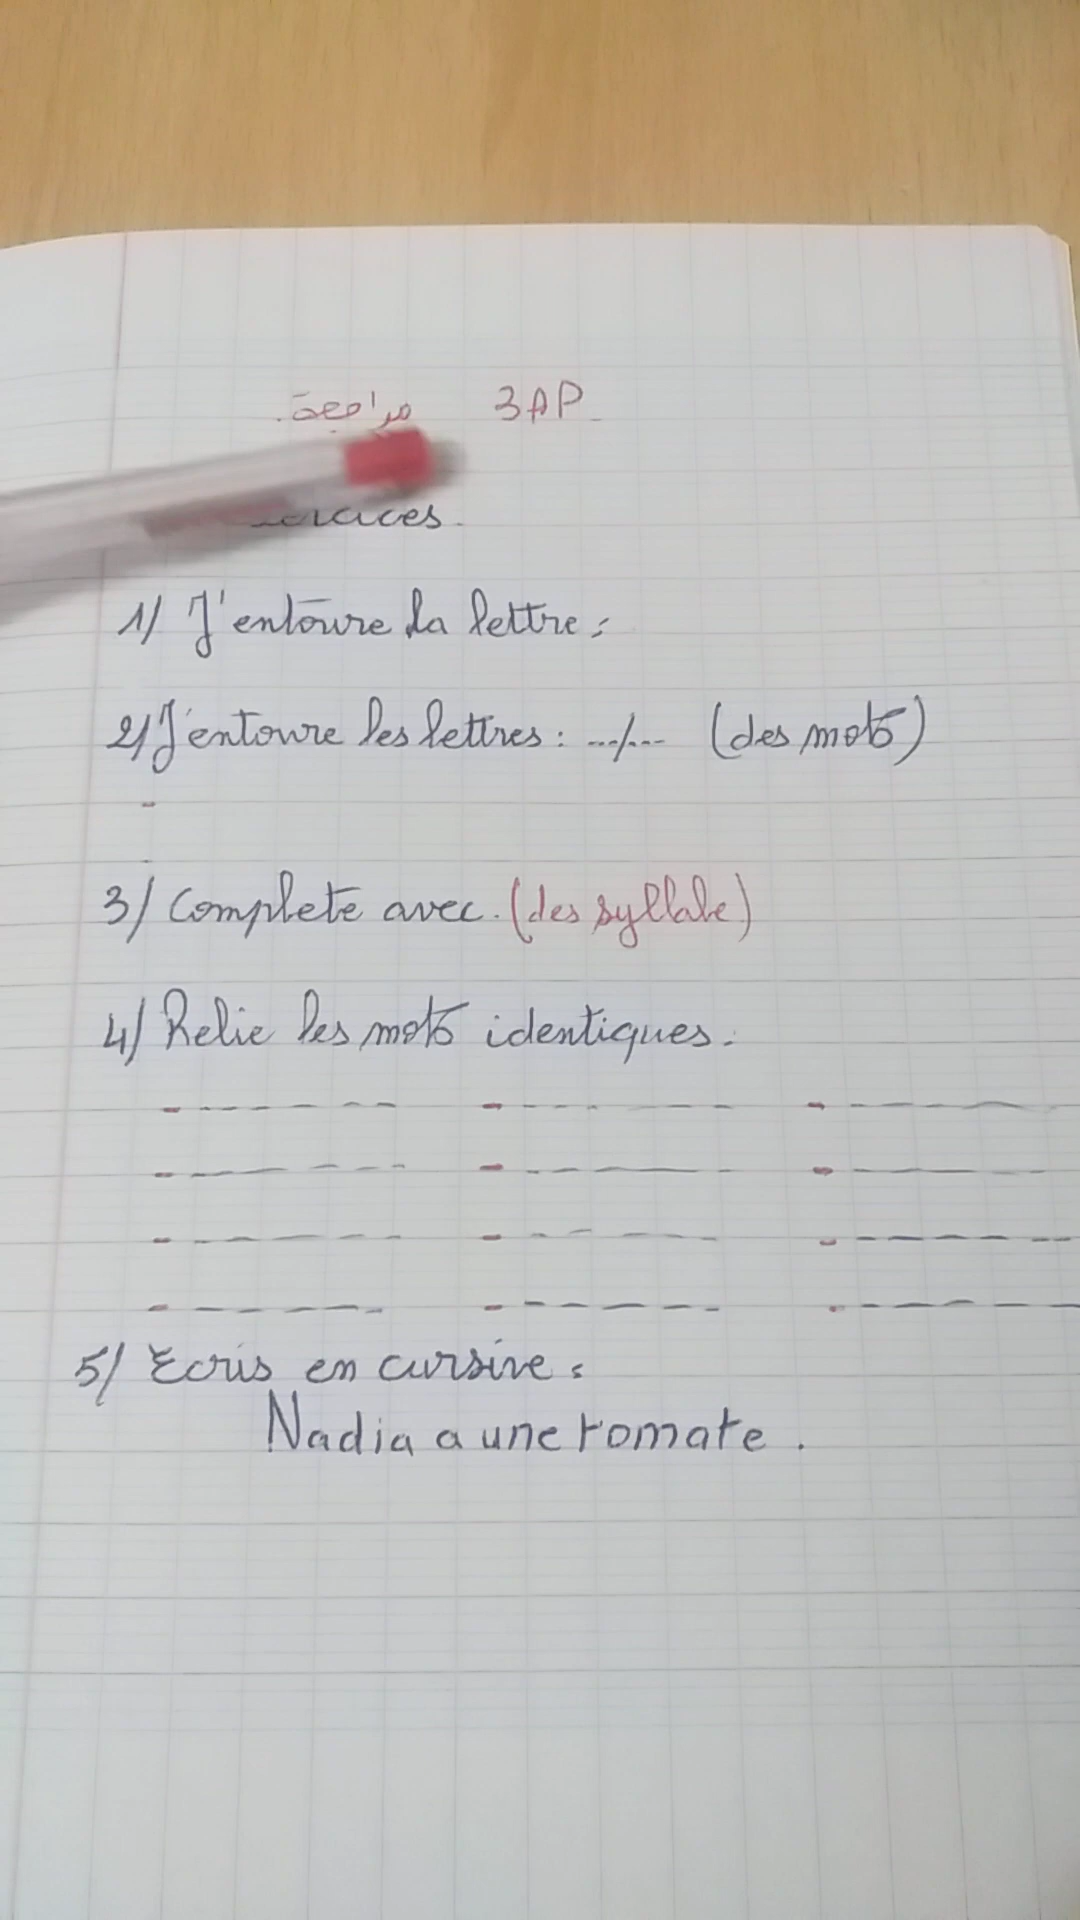 مراجعة 3AP
1/ J'entoure la lettre :
2/ J'entoure les lettres : .../... (des mots)
3/ Complete avec. (des syllabe)
4/ Relie les mots identiques.
5/ Ecris en cursive :
Nadia a une tomate.